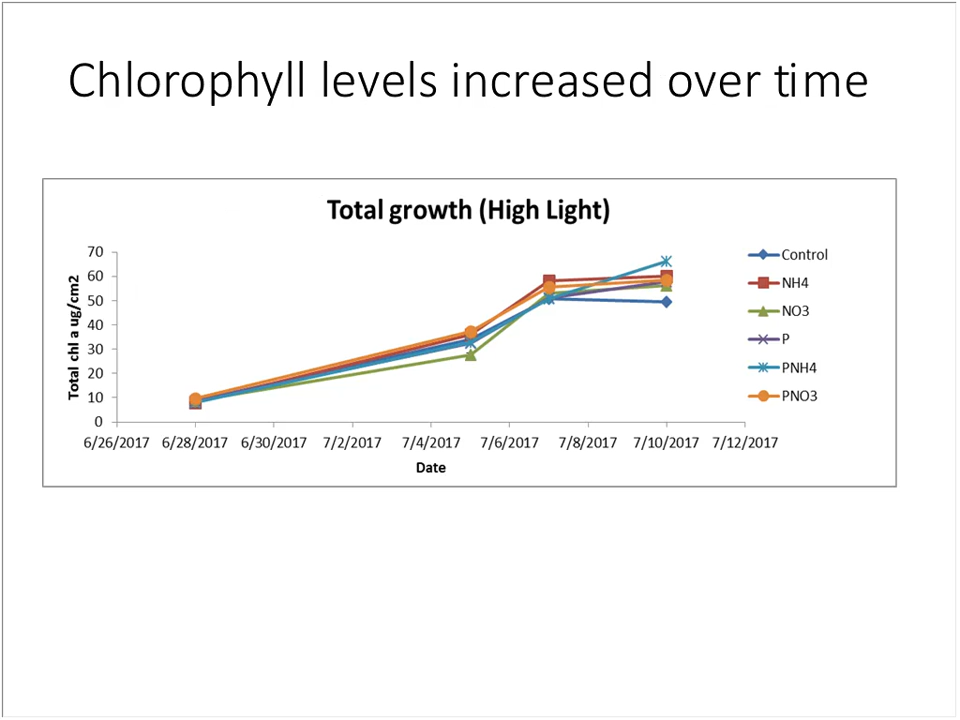 Chlorophyll levels increased over time
Total growth (High Light)
Total chl a ug/cm2
70
60
50
40
30
20
10
0
6/26/2017 6/28/2017 6/30/2017 7/2/2017 7/4/2017 7/6/2017 7/8/2017 7/10/2017 7/12/2017
Date
Control
NH4
NO3
P
PNH4
PNO3